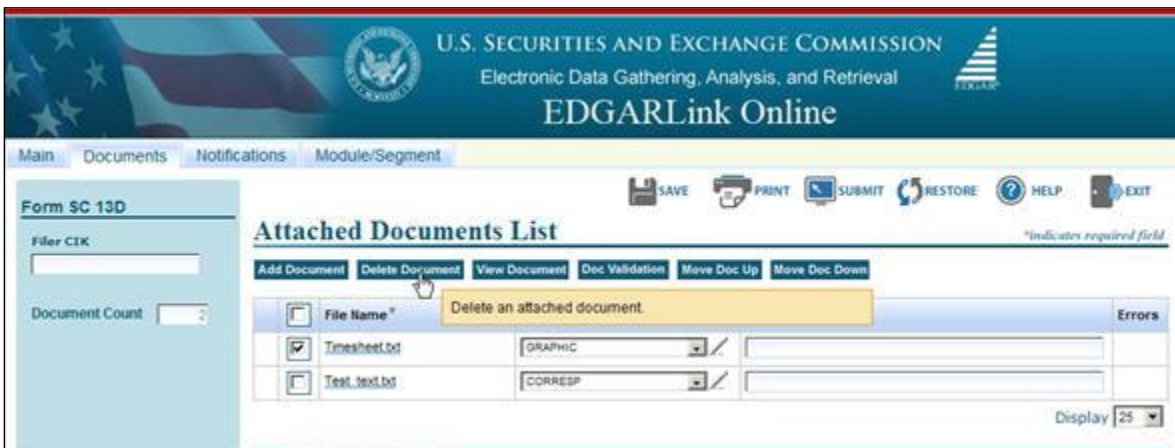 U.S. SECURITIES AND EXCHANGE COMMISSION
Electronic Data Gathering, Analysis, and Retrieval
EDGAR
EDGARLink Online
Main Documents Notifications Module/Segment
SAVE PRINT SUBMIT RESTORE HELP EXIT
Form SC 13D
Attached Documents List
*indicates required field
Filer CIK
Add Document Delete Document View Document Doc Validation Move Doc Up Move Doc Down
Delete an attached document.
Document Count 2
File Name* Errors
Timesheet.txt GRAPHIC
Test_text.txt CORRESP
Display 25